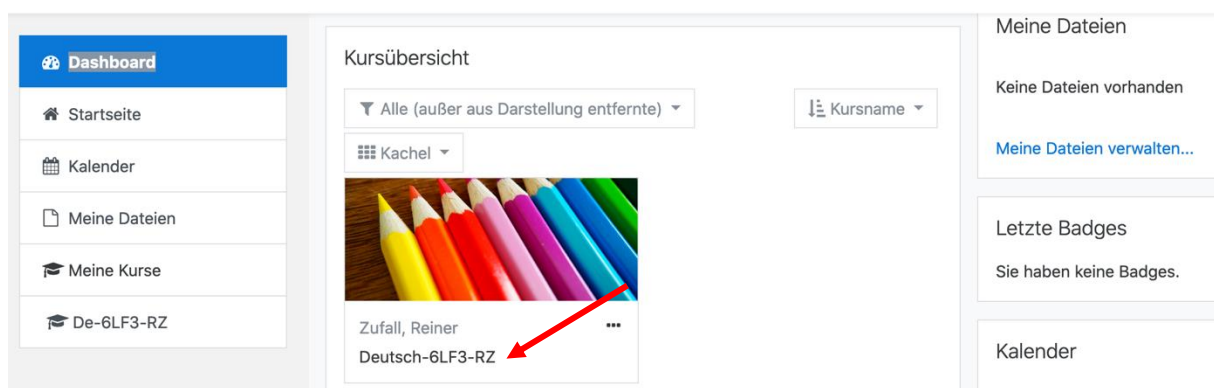 Dashboard
Startseite
Kalender
Meine Dateien
Meine Kurse
De-6LF3-RZ
Kursübersicht
Alle (außer aus Darstellung entfernte)
Kursname
Kachel
Zufall, Reiner
Deutsch-6LF3-RZ
Meine Dateien
Keine Dateien vorhanden
Meine Dateien verwalten...
Letzte Badges
Sie haben keine Badges.
Kalender